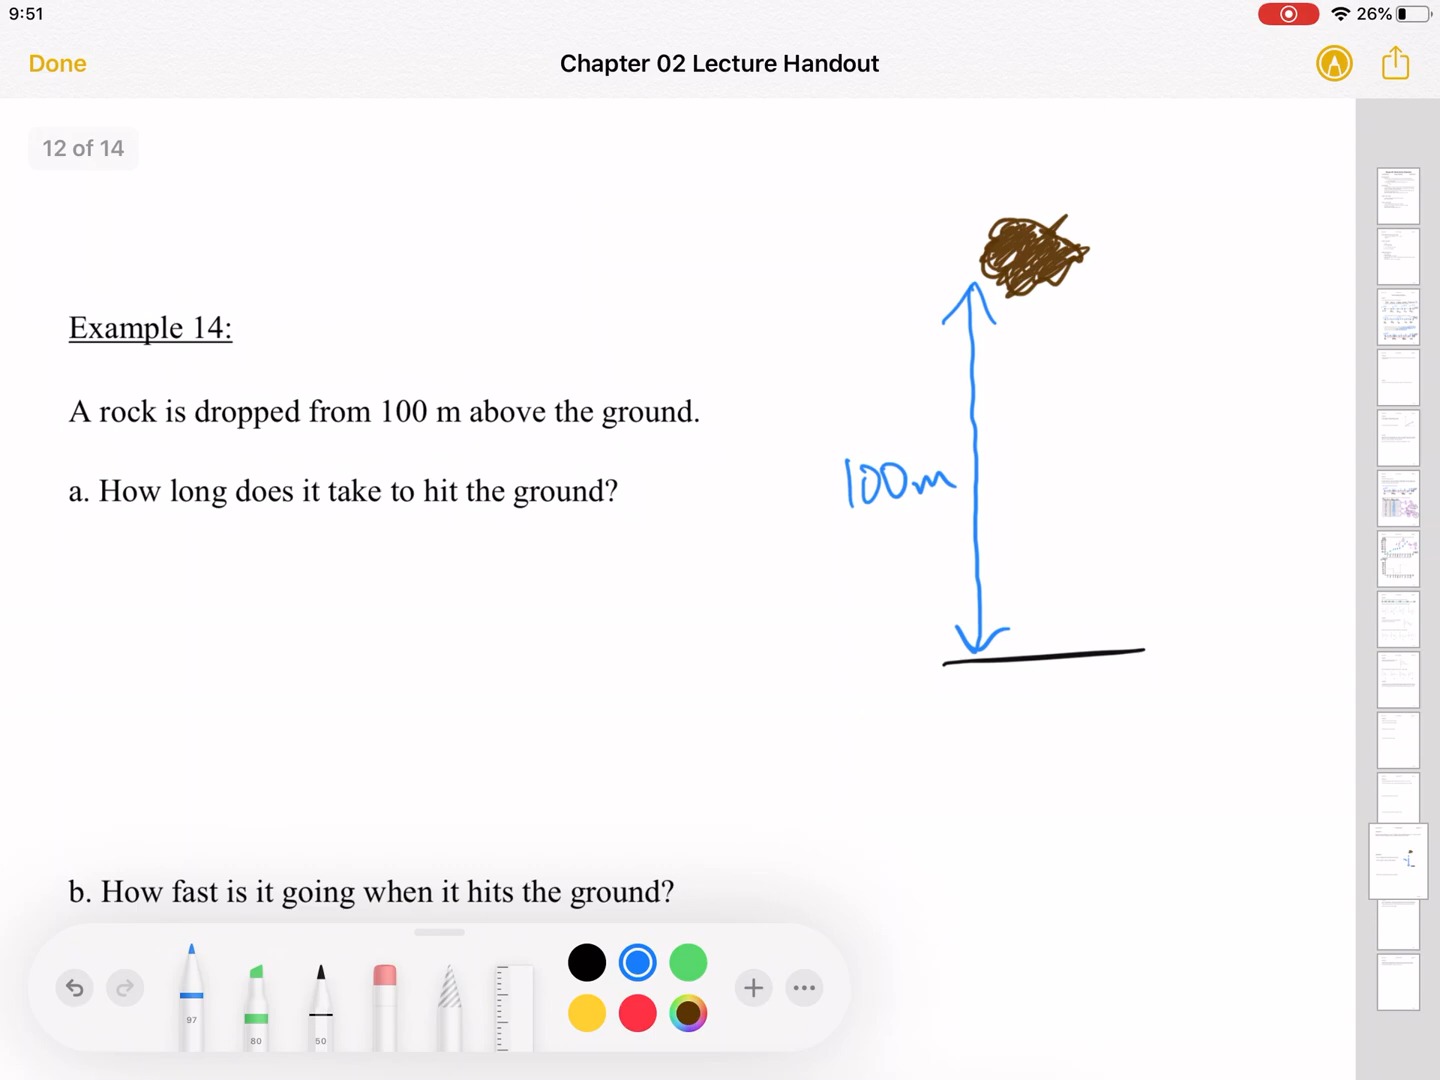 9:51
26%
Done
Chapter 02 Lecture Handout
12 of 14
Example 14:
A rock is dropped from 100 m above the ground.
a. How long does it take to hit the ground?
100m
b. How fast is it going when it hits the ground?
97
80
50